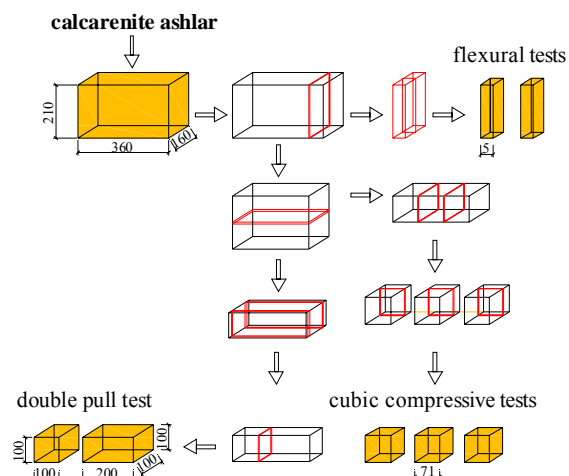 calcarenite ashlar
flexural tests
210
160
360
5
double pull test
cubic compressive tests
100
100
100
200
100
71